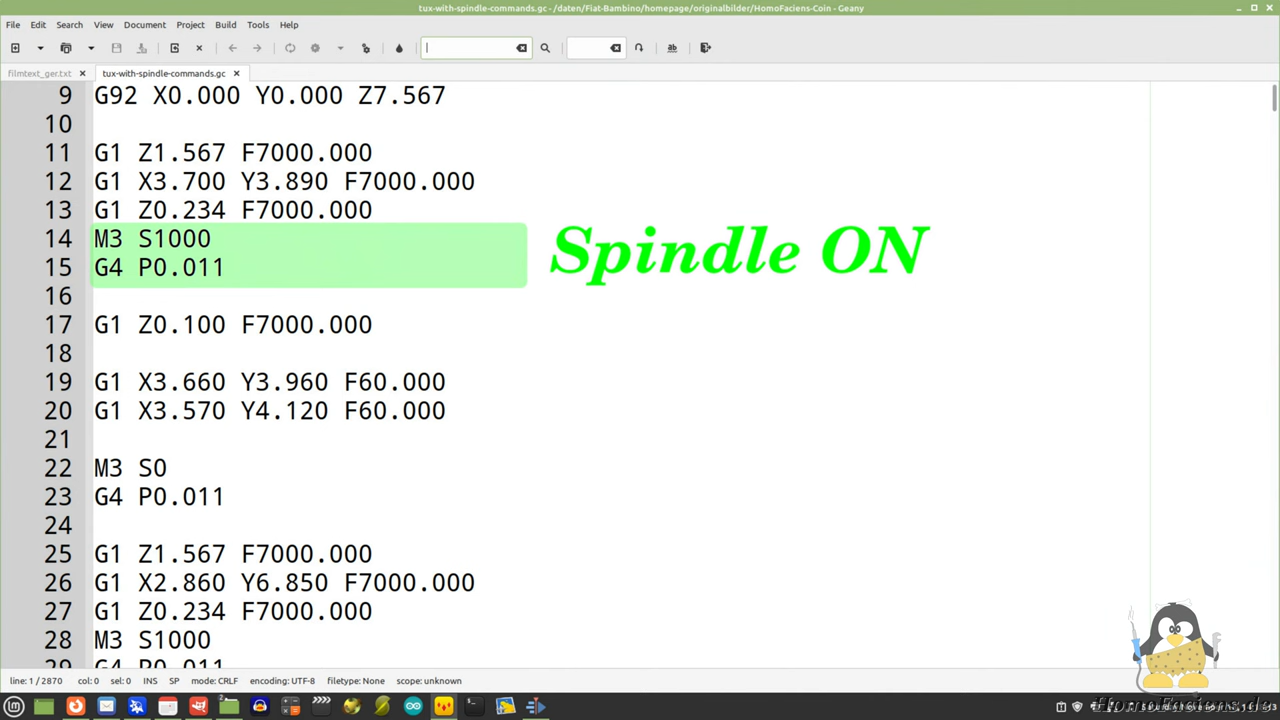 tux-with-spindle-commands.gc - /daten/Fiat-Bambino/homepage/originalbilder/HomoFaciens-Coin - Geany
File Edit Search View Document Project Build Tools Help
filmtext_ger.txt tux-with-spindle-commands.gc
9 G92 X0.000 Y0.000 Z7.567
10
11 G1 Z1.567 F7000.000
12 G1 X3.700 Y3.890 F7000.000
13 G1 Z0.234 F7000.000
14 M3 S1000
Spindle ON
15 G4 P0.011
16
17 G1 Z0.100 F7000.000
18
19 G1 X3.660 Y3.960 F60.000
20 G1 X3.570 Y4.120 F60.000
21
22 M3 S0
23 G4 P0.011
24
25 G1 Z1.567 F7000.000
26 G1 X2.860 Y6.850 F7000.000
27 G1 Z0.234 F7000.000
28 M3 S1000
29 G4 P0.011
line: 1 / 2870 col: 0 sel: 0 INS SP mode: CRLF encoding: UTF-8 filetype: None scope: unknown
HomoFaciens.de